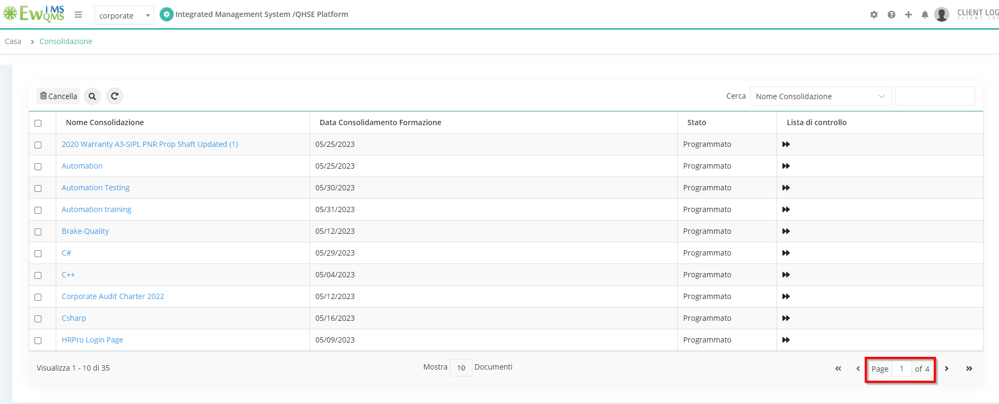 EwIMS QMS
corporate
Integrated Management System /QHSE Platform
CLIENT LOG
CLIENT LOG
Casa > Consolidazione
Cancella
Cerca Nome Consolidazione
Nome Consolidazione Data Consolidamento Formazione Stato Lista di controllo
2020 Warranty A3-SIPL PNR Prop Shaft Updated (1) 05/25/2023 Programmato
Automation 05/25/2023 Programmato
Automation Testing 05/30/2023 Programmato
Automation training 05/31/2023 Programmato
Brake-Quality 05/12/2023 Programmato
C# 05/29/2023 Programmato
C++ 05/04/2023 Programmato
Corporate Audit Charter 2022 05/12/2023 Programmato
Csharp 05/16/2023 Programmato
HRPro Login Page 05/09/2023 Programmato
Visualizza 1 - 10 di 35 Mostra 10 Documenti « ‹ Page 1 of 4 › »